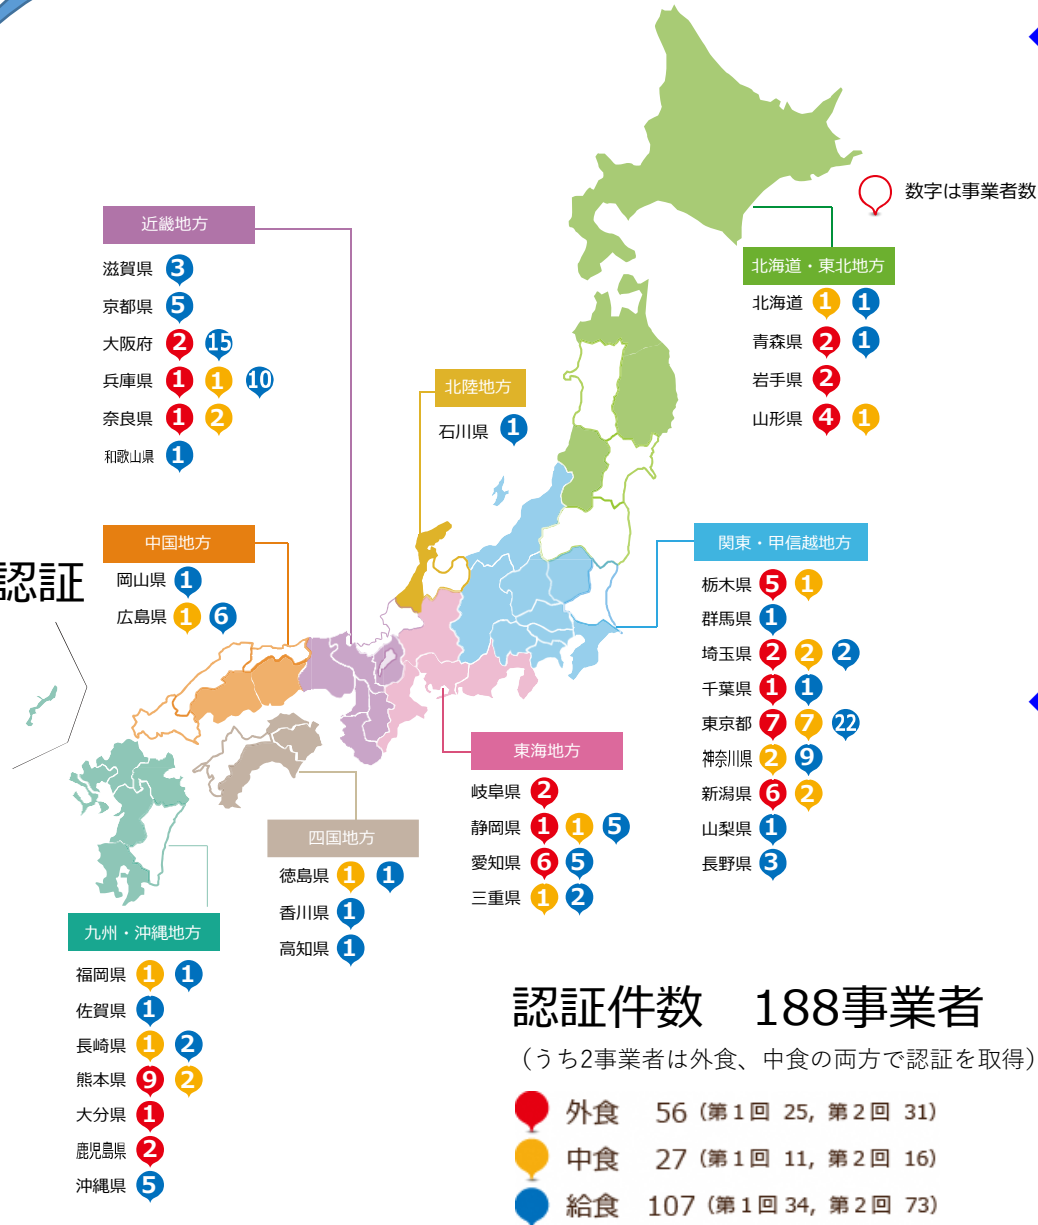 数字は事業者数
近畿地方
滋賀県 3
京都府 5
大阪府 2 15
兵庫県 1 1 10
奈良県 1 2
和歌山県 1
北海道・東北地方
北海道 1 1
青森県 2 1
岩手県 2
山形県 4 1
北陸地方
石川県 1
認証
中国地方
岡山県 1
広島県 1 6
関東・甲信越地方
栃木県 5 1
群馬県 1
埼玉県 2 2 2
千葉県 1 1
東京都 7 7 22
神奈川県 2 9
新潟県 6 2
山梨県 1
長野県 3
東海地方
岐阜県 2
静岡県 1 1 5
愛知県 6 5
三重県 1 2
四国地方
徳島県 1 1
香川県 1
高知県 1
九州・沖縄地方
福岡県 1 1
佐賀県 1
長崎県 1 2
熊本県 9 2
大分県 1
鹿児島県 2
沖縄県 5
認証件数 188事業者
（うち2事業者は外食、中食の両方で認証を取得）
外食 56 (第1回 25, 第2回 31)
中食 27 (第1回 11, 第2回 16)
給食 107 (第1回 34, 第2回 73)